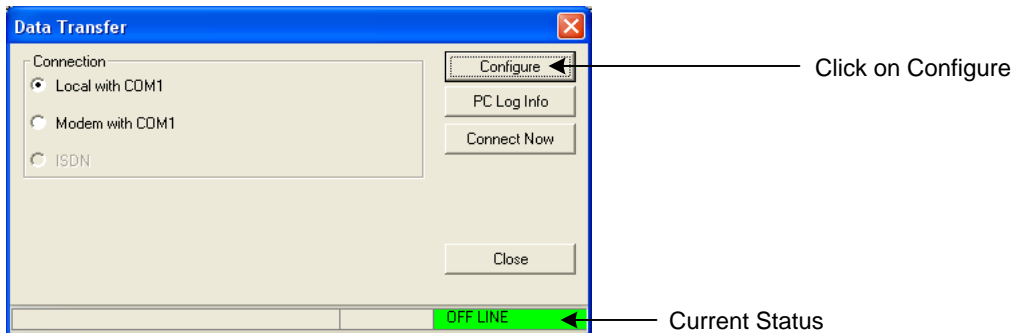 Data Transfer
Connection
Local with COM1
Modem with COM1
ISDN
Configure
PC Log Info
Connect Now
Close
OFF LINE
Click on Configure
Current Status